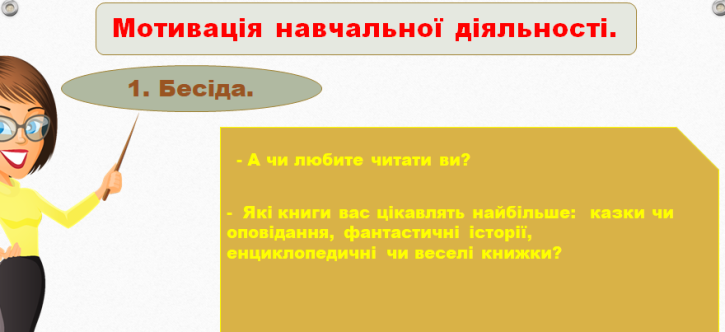 Мотивація навчальної діяльності.
1. Бесіда.
- А чи любите читати ви?
- Які книги вас цікавлять найбільше: казки чи
оповідання, фантастичні історії,
енциклопедичні чи веселі книжки?